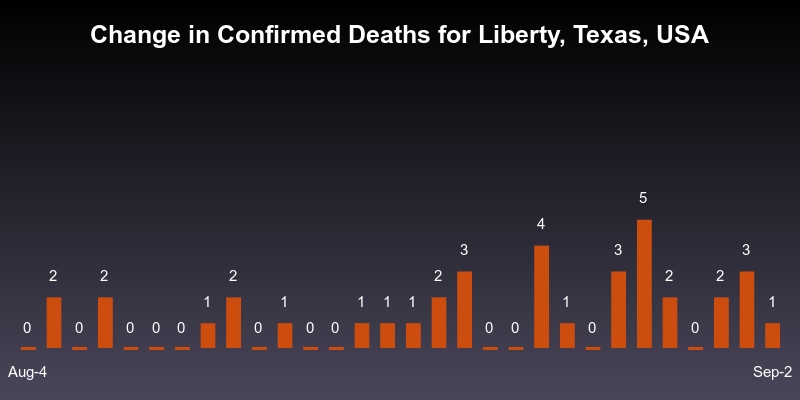 Change in Confirmed Deaths for Liberty, Texas, USA
0 2 0 2 0 0 0 1 2 0 1 0 0 1 1 1 2 3 0 0 4 1 0 3 5 2 0 2 3 1
Aug-4 Sep-2